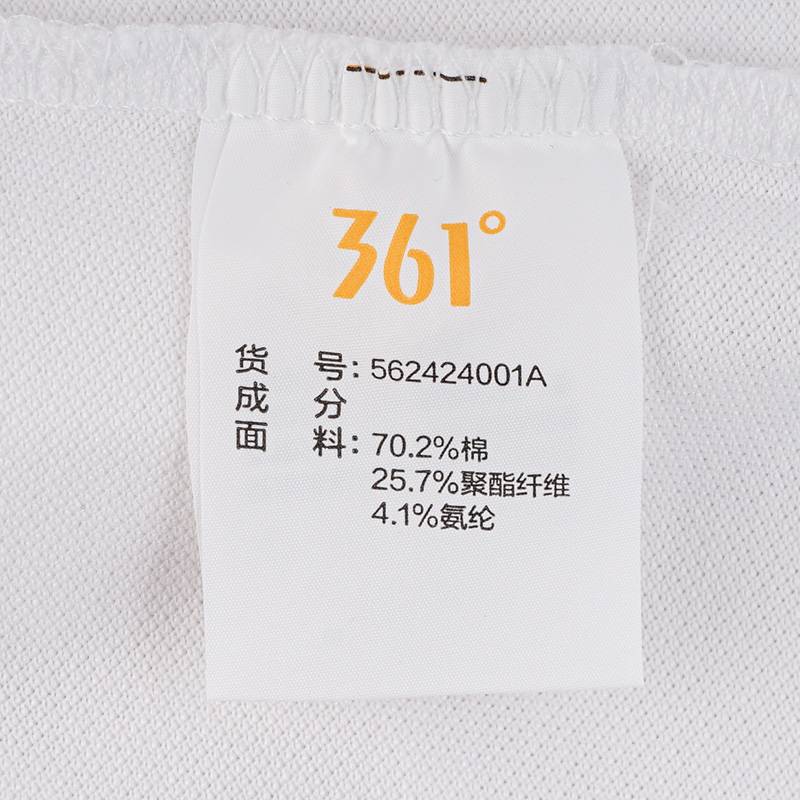 361°
货 号：562424001A
成 分
面 料：70.2%棉
25.7%聚酯纤维
4.1%氨纶